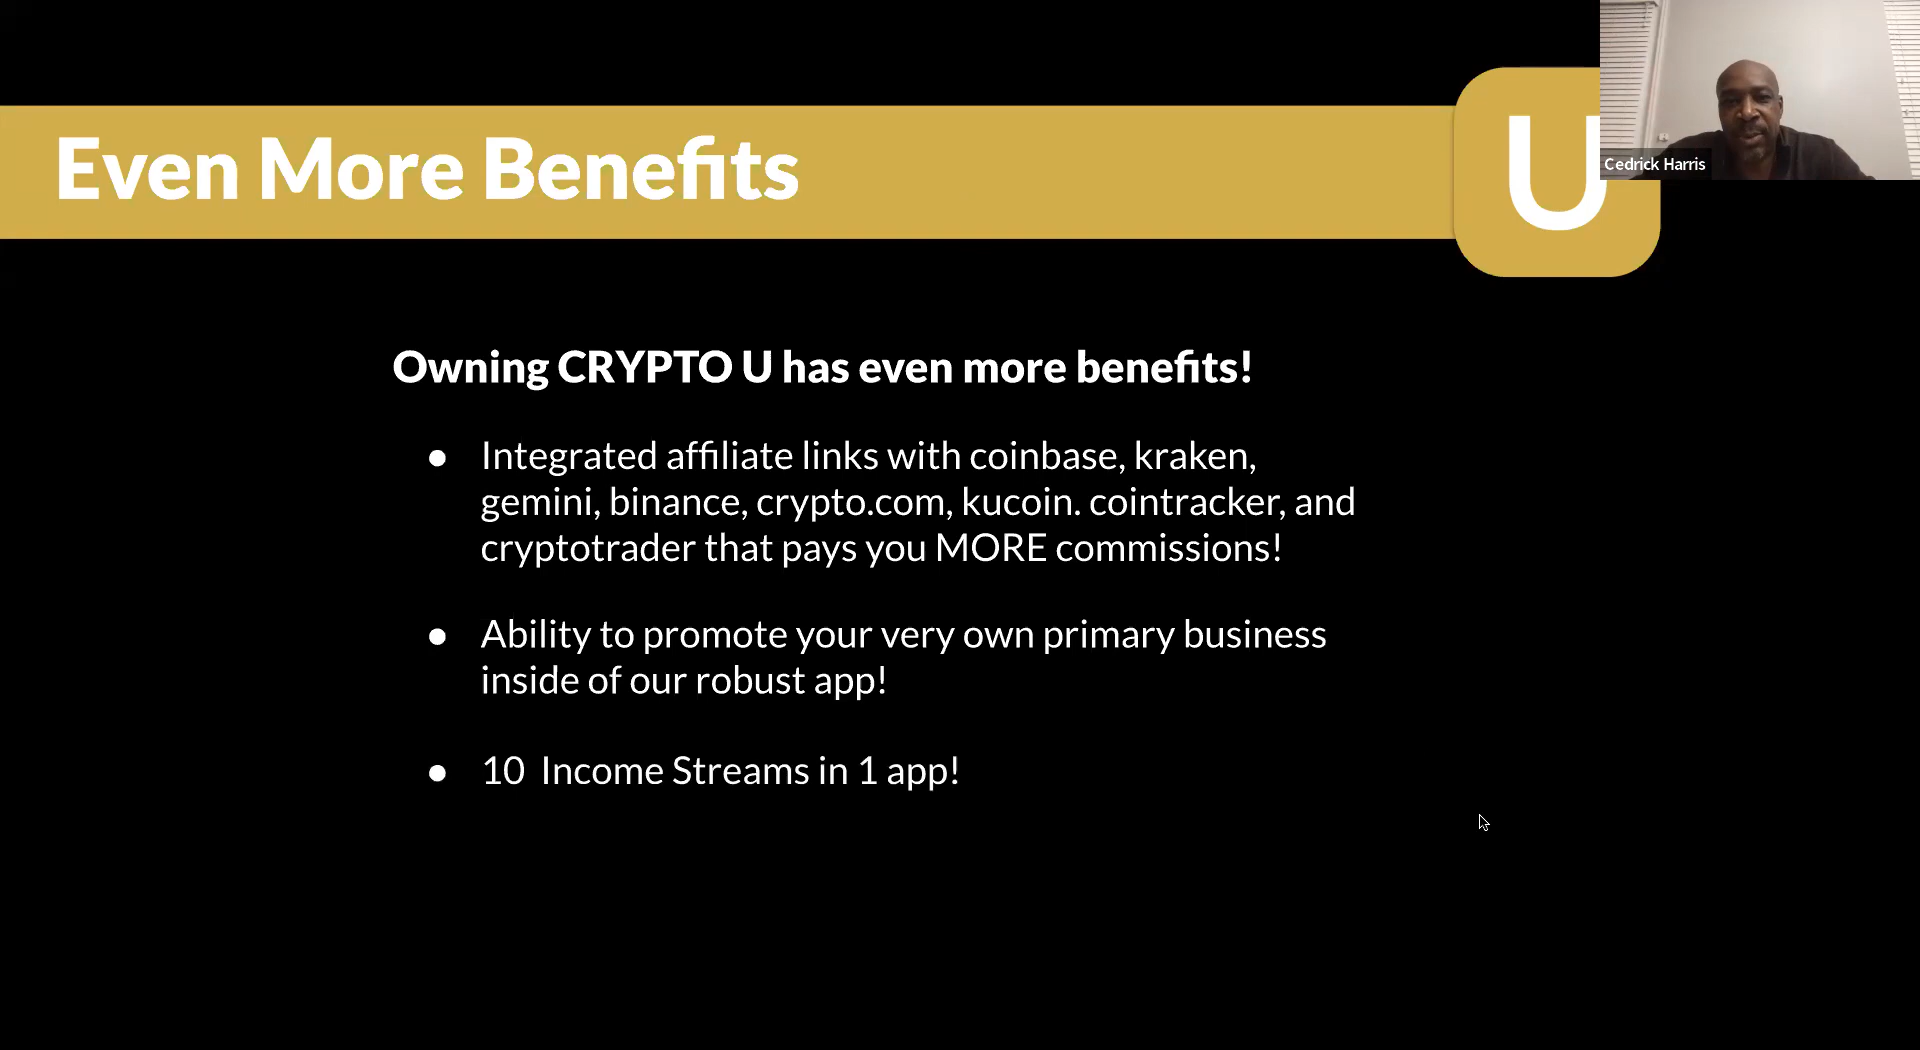 Even More Benefits
U
Cedrick Harris
Owning CRYPTO U has even more benefits!
● Integrated affiliate links with coinbase, kraken,
gemini, binance, crypto.com, kucoin. cointracker, and
cryptotrader that pays you MORE commissions!
● Ability to promote your very own primary business
inside of our robust app!
● 10  Income Streams in 1 app!